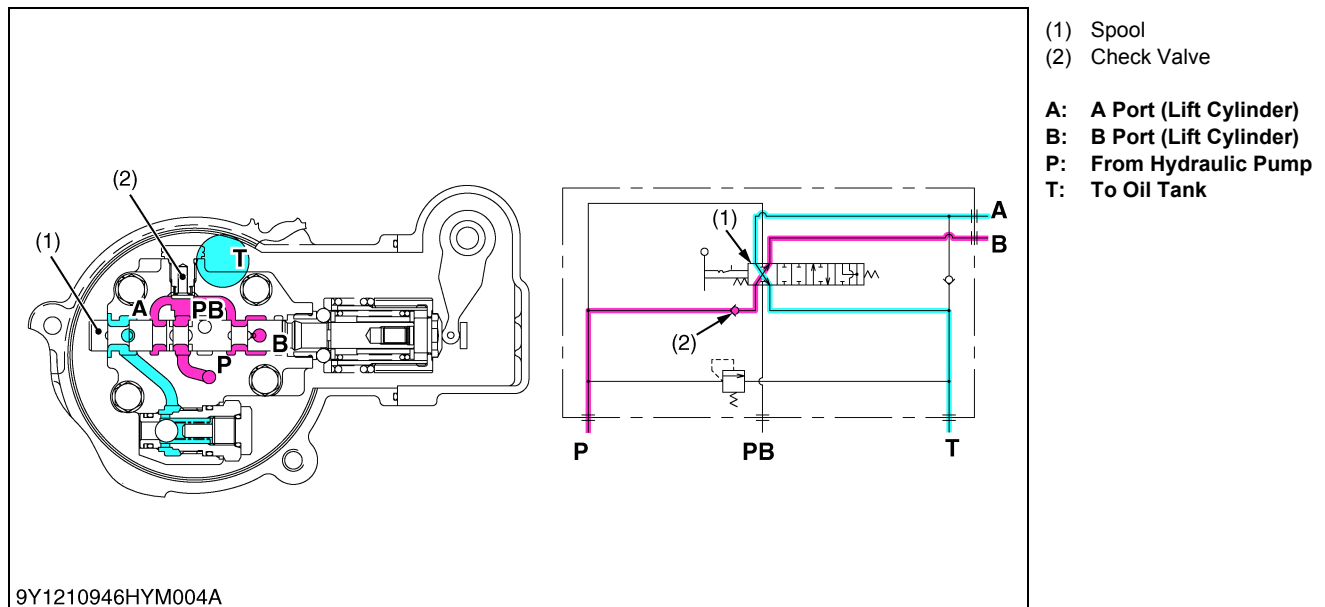 (1) Spool
(2) Check Valve
A: A Port (Lift Cylinder)
B: B Port (Lift Cylinder)
P: From Hydraulic Pump
T: To Oil Tank
(2)
(1)
T
A
PB
B
P
(1)
A
B
(2)
P
PB
T
9Y1210946HYM004A